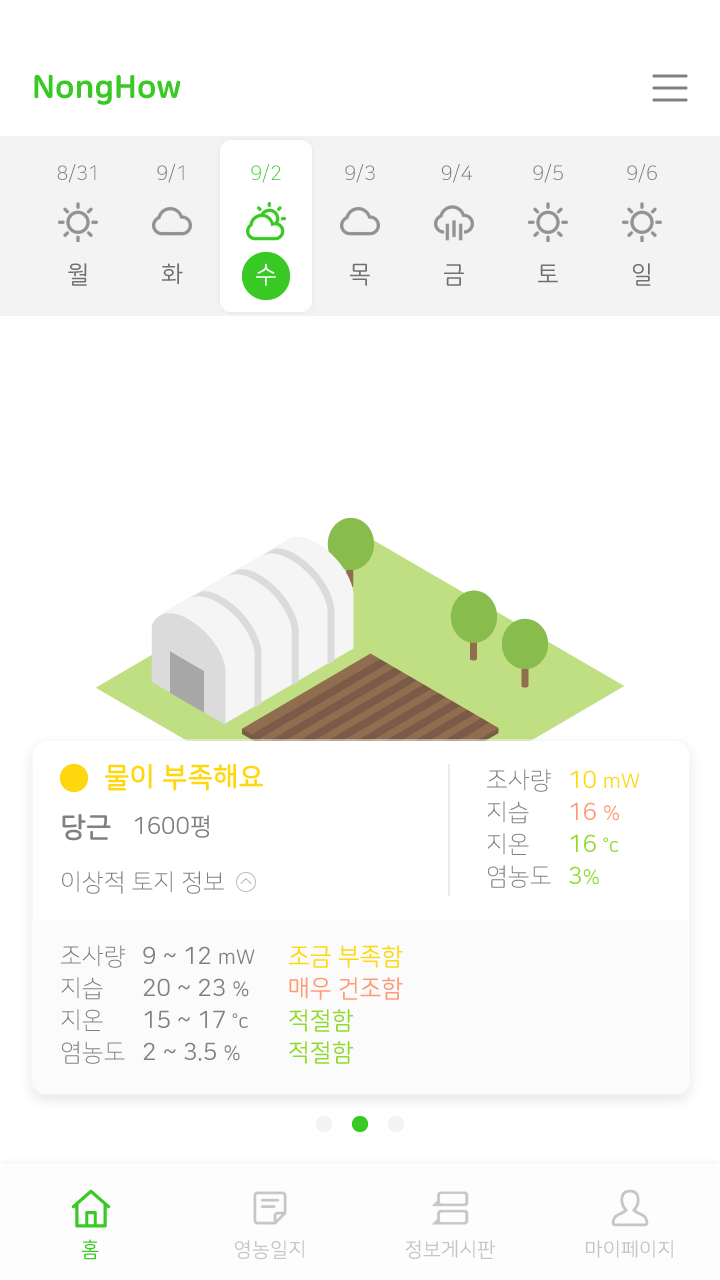 NongHow
8/31 9/1 9/2 9/3 9/4 9/5 9/6
월 화 수 목 금 토 일
물이 부족해요
당근 1600평
이상적 토지 정보
조사량 10 mW
지습 16 %
지온 16 °c
염농도 3%
조사량 9 ~ 12 mW 조금 부족함
지습 20 ~ 23 % 매우 건조함
지온 15 ~ 17 °c 적절함
염농도 2 ~ 3.5 % 적절함
홈 영농일지 정보게시판 마이페이지